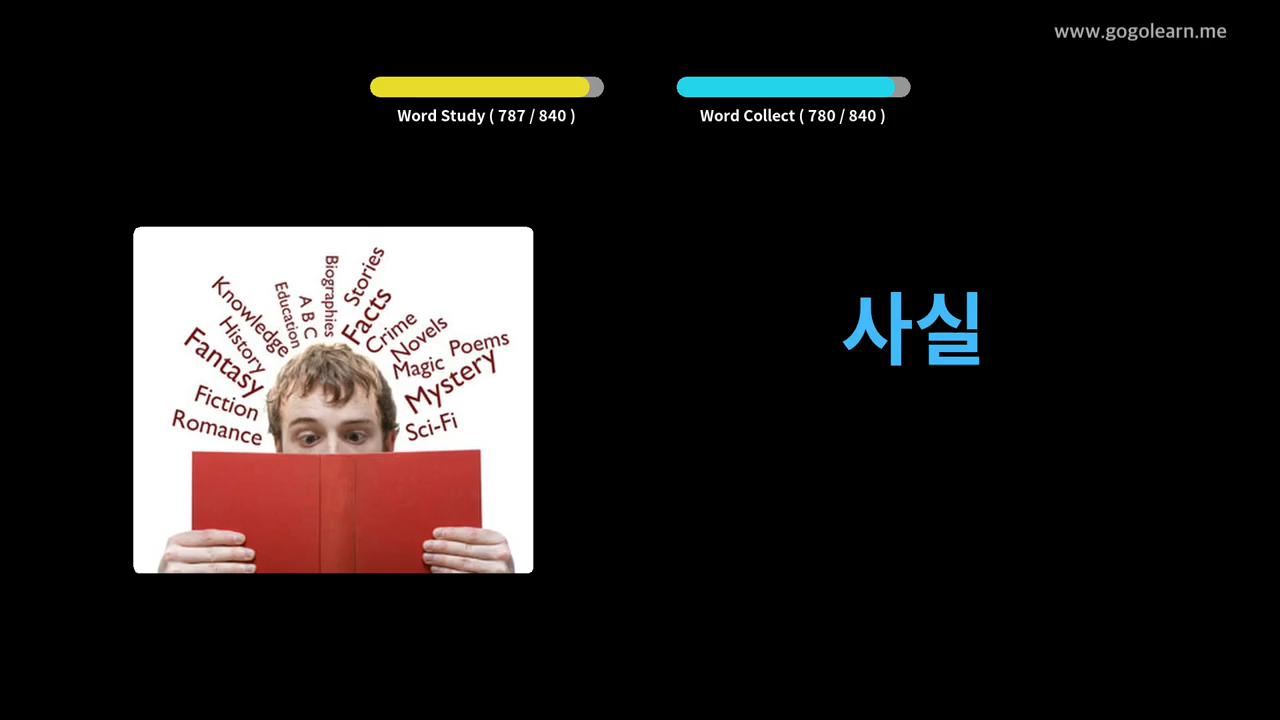 www.gogolearn.me
Word Study ( 787 / 840 )
Word Collect ( 780 / 840 )
Knowledge
History
Fantasy
Fiction
Romance
Education
A B C
Biographies
Stories
Facts
Crime
Novels
Magic
Poems
Mystery
Sci-Fi
사실